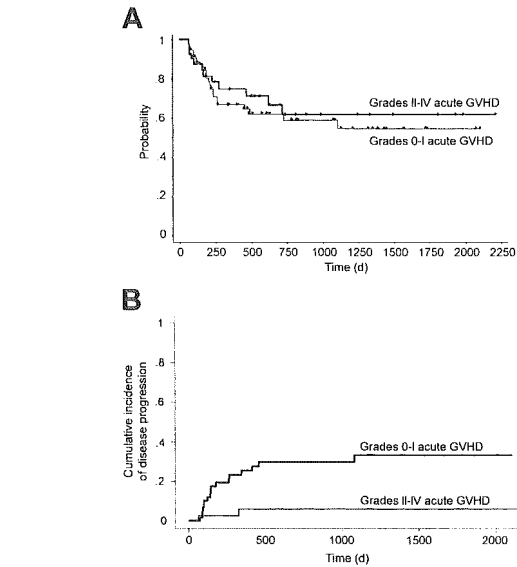 A
1
8
.6
.4
.2
0
Probability
Grades II-IV acute GVHD
Grades 0-I acute GVHD
0 250 500 750 1000 1250 1500 1750 2000 2250
Time (d)
B
1
.8
.6
.4
.2
0
Cumulative incidence
of disease progression
Grades 0-I acute GVHD
Grades II-IV acute GVHD
0 500 1000 1500 2000
Time (d)